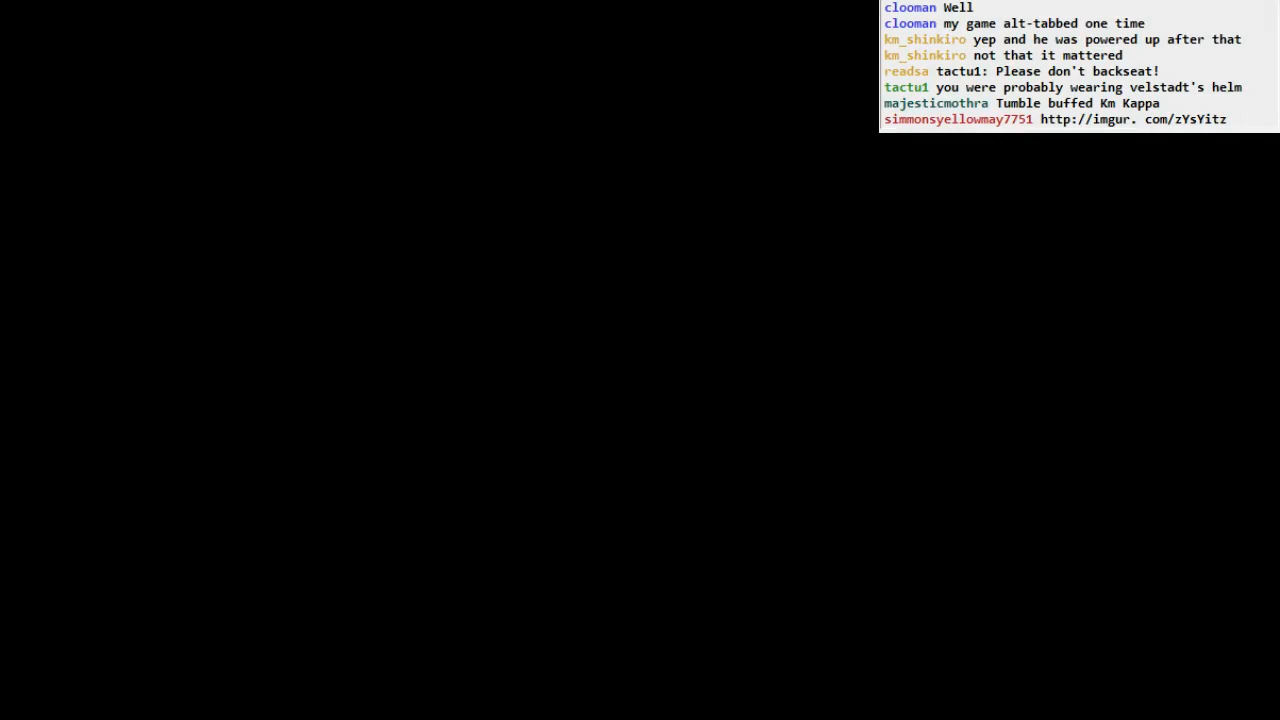 clooman Well
clooman my game alt-tabbed one time
km_shinkiro yep and he was powered up after that
km_shinkiro not that it mattered
readsa tactu1: Please don't backseat!
tactu1 you were probably wearing velstadt's helm
majesticmothra Tumble buffed Km Kappa
simmonsyellowmay7751 http://imgur. com/zYsYitz